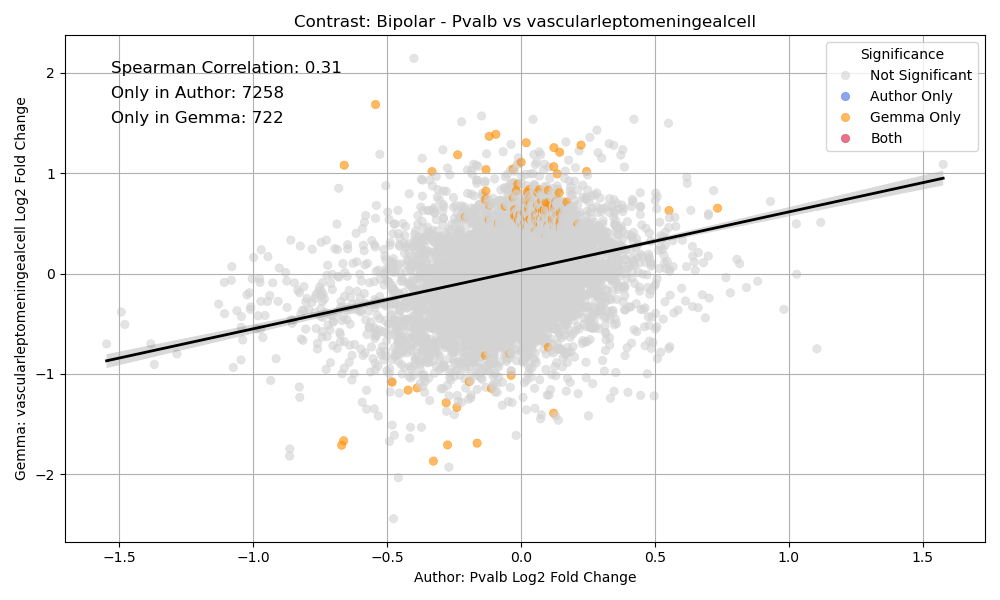 Contrast: Bipolar - Pvalb vs vascularleptomeningealcell
Spearman Correlation: 0.31
Only in Author: 7258
Only in Gemma: 722
Significance
Not Significant
Author Only
Gemma Only
Both
Gemma: vascularleptomeningealcell Log2 Fold Change
2
1
0
−1
−2
−1.5
−1.0
−0.5
0.0
0.5
1.0
1.5
Author: Pvalb Log2 Fold Change